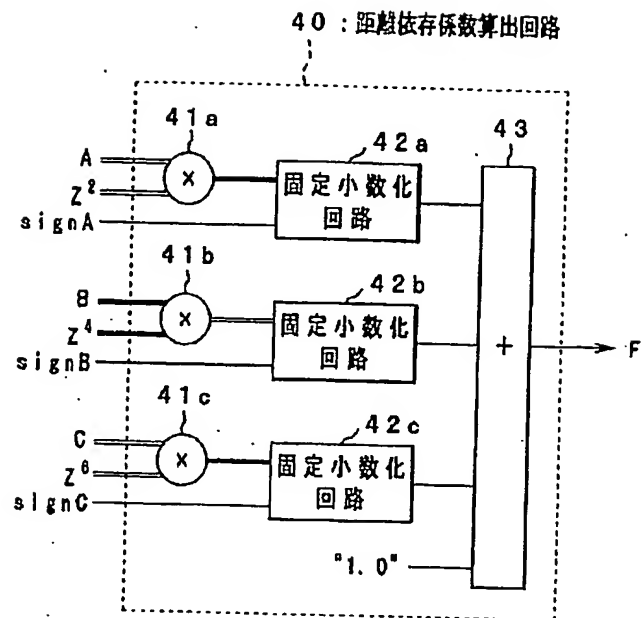 40：距離依存係数算出回路
41a
42a
43
A
Z²
×
固定小数化
回路
signA
41b
42b
B
Z⁴
×
固定小数化
回路
+
F
signB
41c
42c
C
Z⁶
×
固定小数化
回路
signC
"1.0"